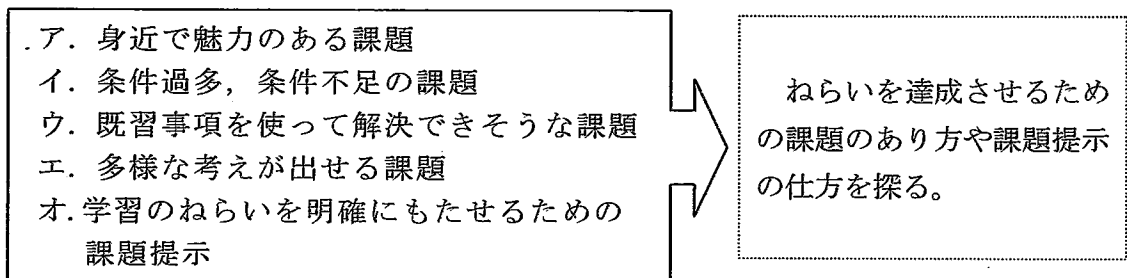 ア．身近で魅力のある課題
イ．条件過多，条件不足の課題
ウ．既習事項を使って解決できそうな課題
エ．多様な考えが出せる課題
オ．学習のねらいを明確にもたせるための
課題提示
ねらいを達成させるため
の課題のあり方や課題提示
の仕方を探る。